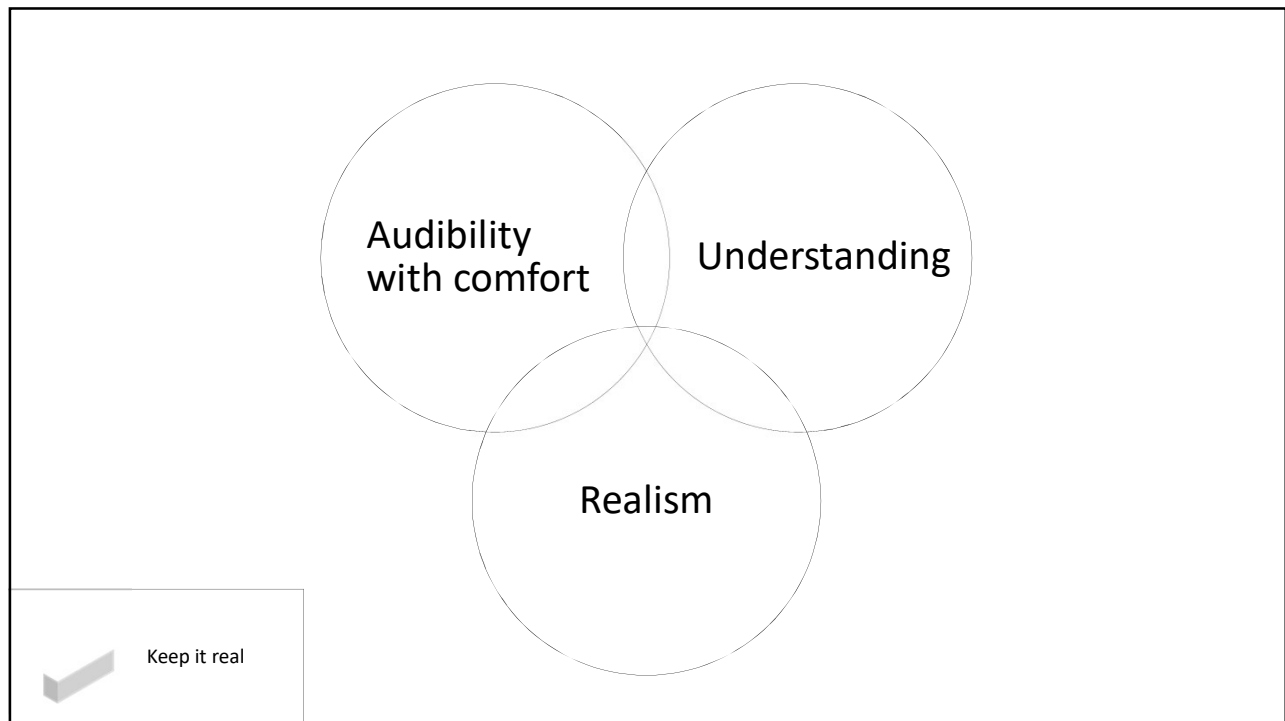 Audibility
with comfort
Understanding
Realism
Keep it real